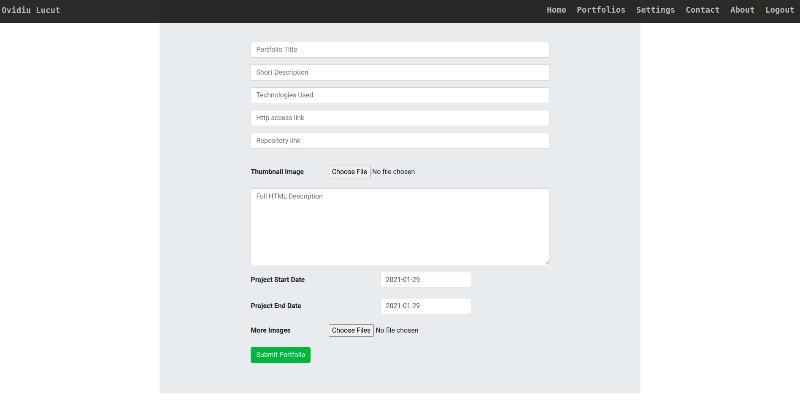 Ovidiu Lucut Home Portfolios Settings Contact About Logout
Portfolio Title
Short Description
Technologies Used
Http access link
Repository link
Thumbnail Image Choose File No file chosen
Full HTML Description
Project Start Date 2021-01-29
Project End Date 2021-01-29
More Images Choose Files No file chosen
Submit Portfolio